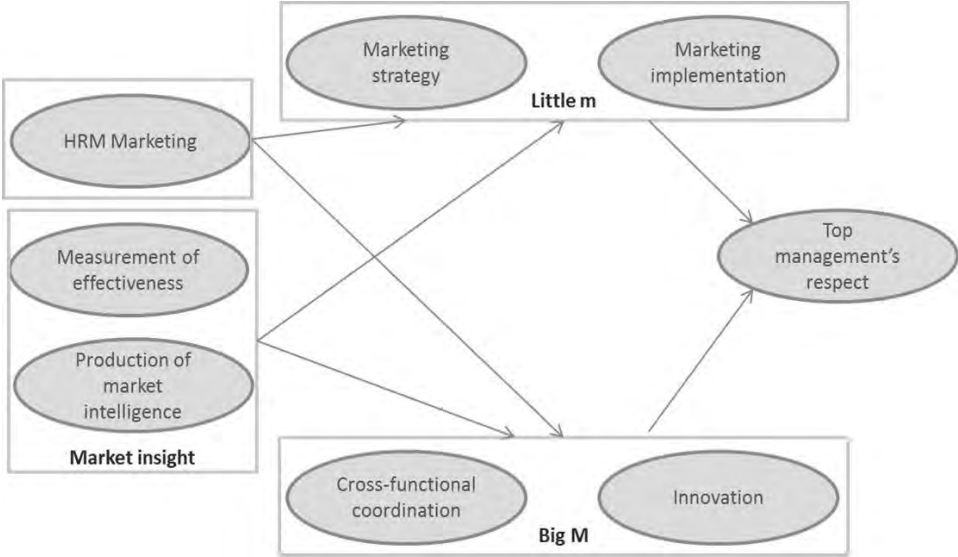 Marketing
strategy
Marketing
implementation
Little m
HRM Marketing
Measurement of
effectiveness
Production of
market
intelligence
Market insight
Top
management's
respect
Cross-functional
coordination
Innovation
Big M